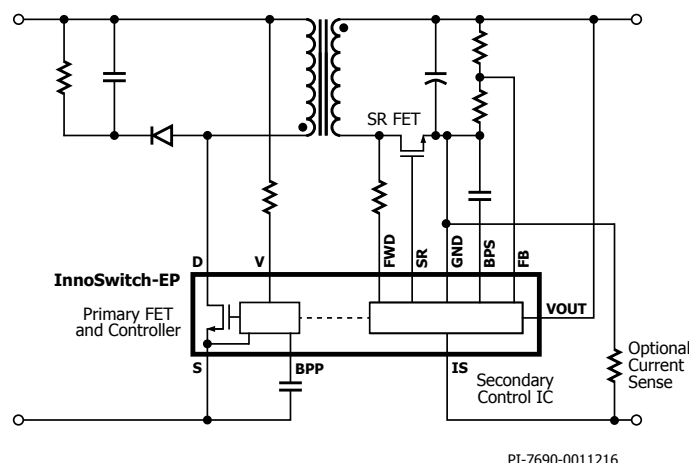 SR FET
D
V
FWD
SR
GND
BPS
FB
InnoSwitch-EP
VOUT
Primary FET
and Controller
S
BPP
IS
Secondary
Control IC
Optional
Current
Sense
PI-7690-0011216